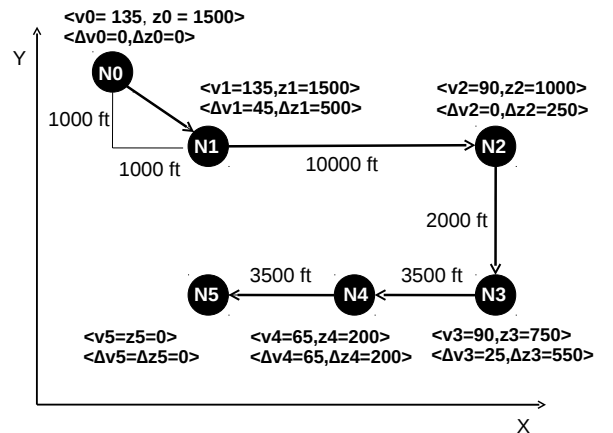 <v0= 135, z0 = 1500>
<Δv0=0,Δz0=0>
Y
N0
<v1=135,z1=1500>
<Δv1=45,Δz1=500>
<v2=90,z2=1000>
<Δv2=0,Δz2=250>
1000 ft
N1
N2
1000 ft
10000 ft
2000 ft
3500 ft
3500 ft
N5
N4
N3
<v5=z5=0>
<Δv5=Δz5=0>
<v4=65,z4=200>
<Δv4=65,Δz4=200>
<v3=90,z3=750>
<Δv3=25,Δz3=550>
X